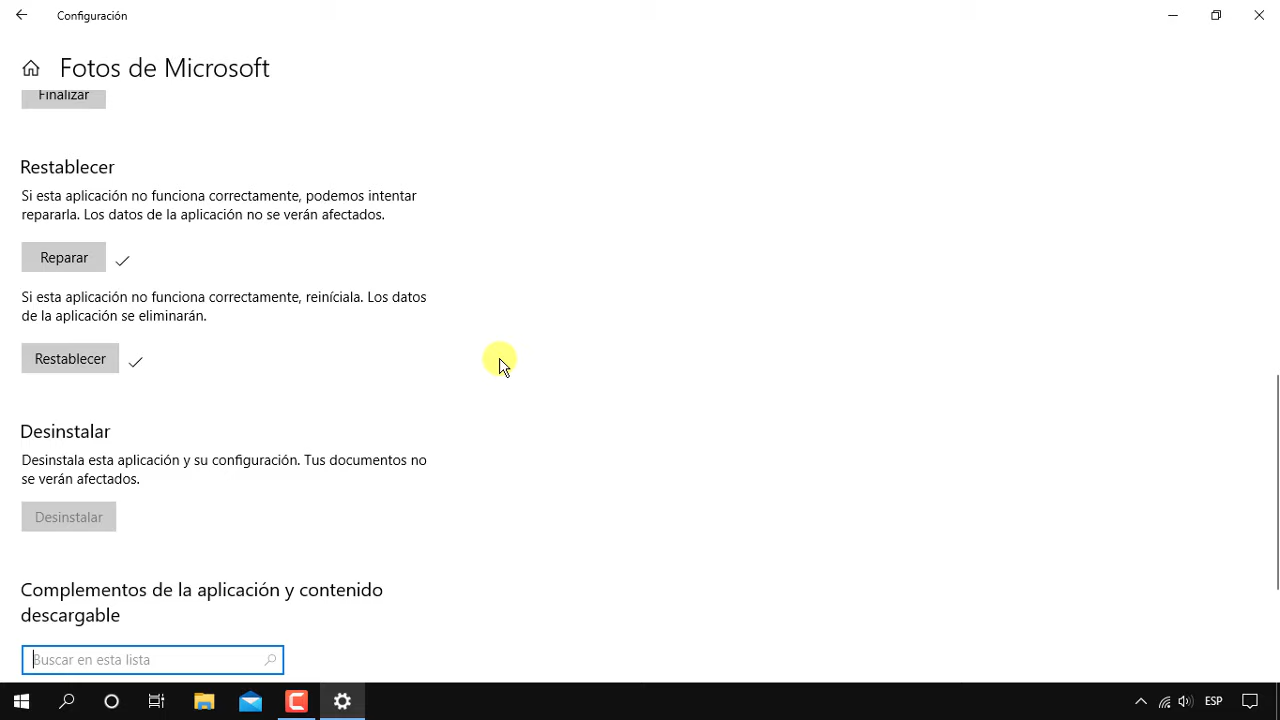 Configuración
Fotos de Microsoft
Finalizar
Restablecer
Si esta aplicación no funciona correctamente, podemos intentar
repararla. Los datos de la aplicación no se verán afectados.
Reparar
Si esta aplicación no funciona correctamente, reiníciala. Los datos
de la aplicación se eliminarán.
Restablecer
Desinstalar
Desinstala esta aplicación y su configuración. Tus documentos no
se verán afectados.
Desinstalar
Complementos de la aplicación y contenido
descargable
Buscar en esta lista
ESP